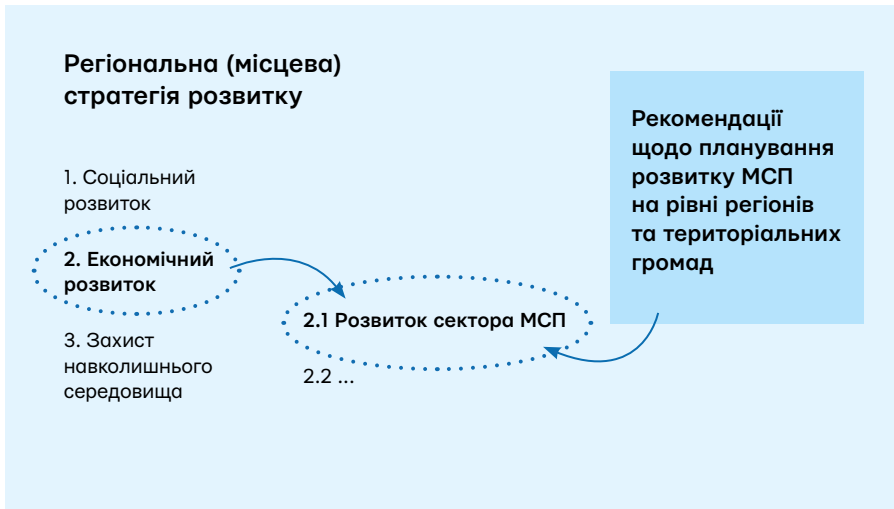 Регіональна (місцева)
стратегія розвитку
1. Соціальний
розвиток
2. Економічний
розвиток
3. Захист
навколишнього
середовища
2.1 Розвиток сектора МСП
2.2 ...
Рекомендації
щодо планування
розвитку МСП
на рівні регіонів
та територіальних
громад